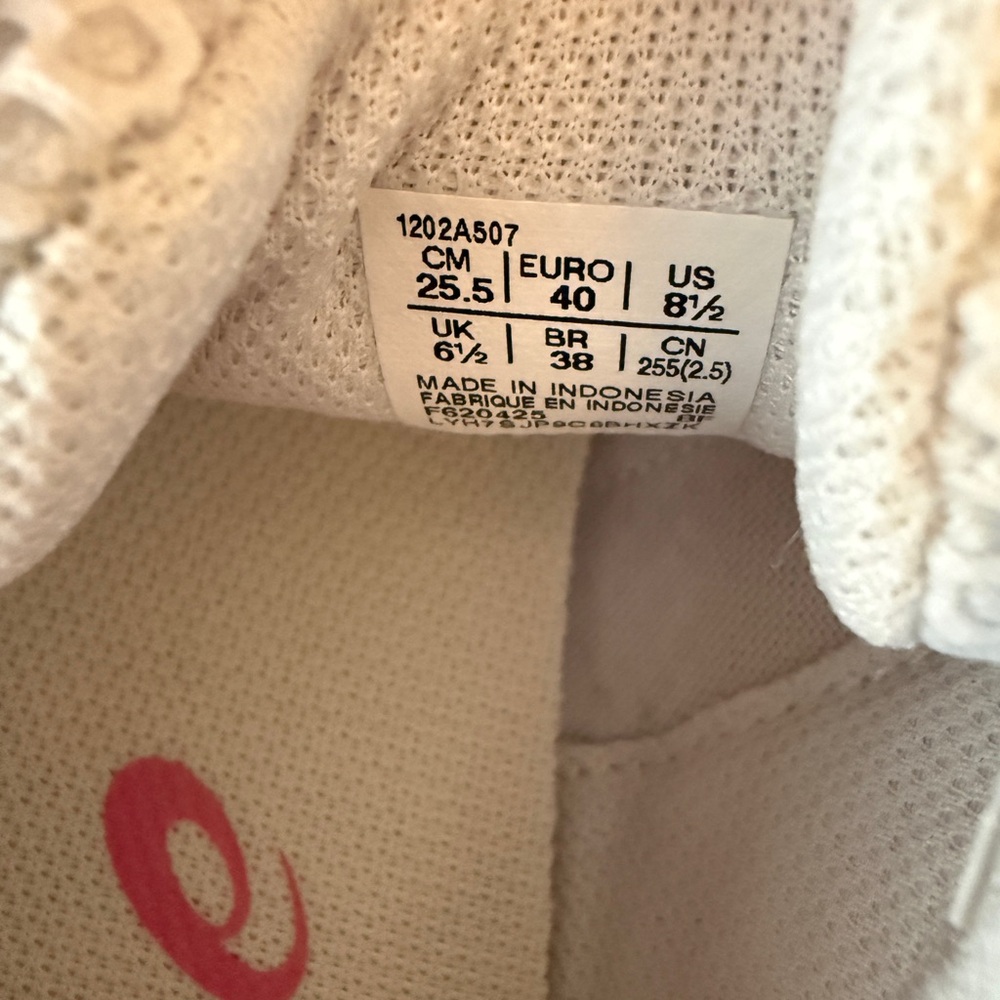 1202A507
CM | EURO | US
25.5 | 40 | 8½
UK | BR | CN
6½ | 38 | 255(2.5)
MADE IN INDONESIA
FABRIQUE EN INDONESIE
F620425 BF